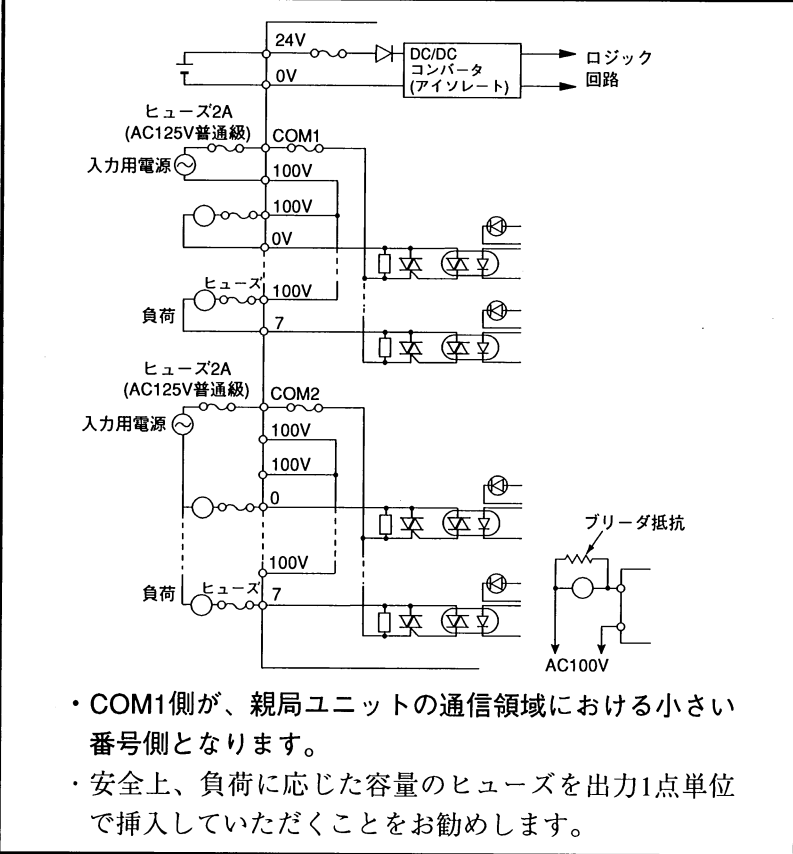 24V
DC/DC
コンバータ
(アイソレート)
ロジック
回路
0V
ヒューズ2A
(AC125V普通級)
COM1
入力用電源
100V
100V
0V
ヒューズ
100V
負荷
7
ヒューズ2A
(AC125V普通級)
COM2
入力用電源
100V
100V
0
ブリーダ抵抗
100V
負荷
ヒューズ
7
AC100V
・COM1側が、親局ユニットの通信領域における小さい
番号側となります。
・安全上、負荷に応じた容量のヒューズを出力1点単位
で挿入していただくことをお勧めします。